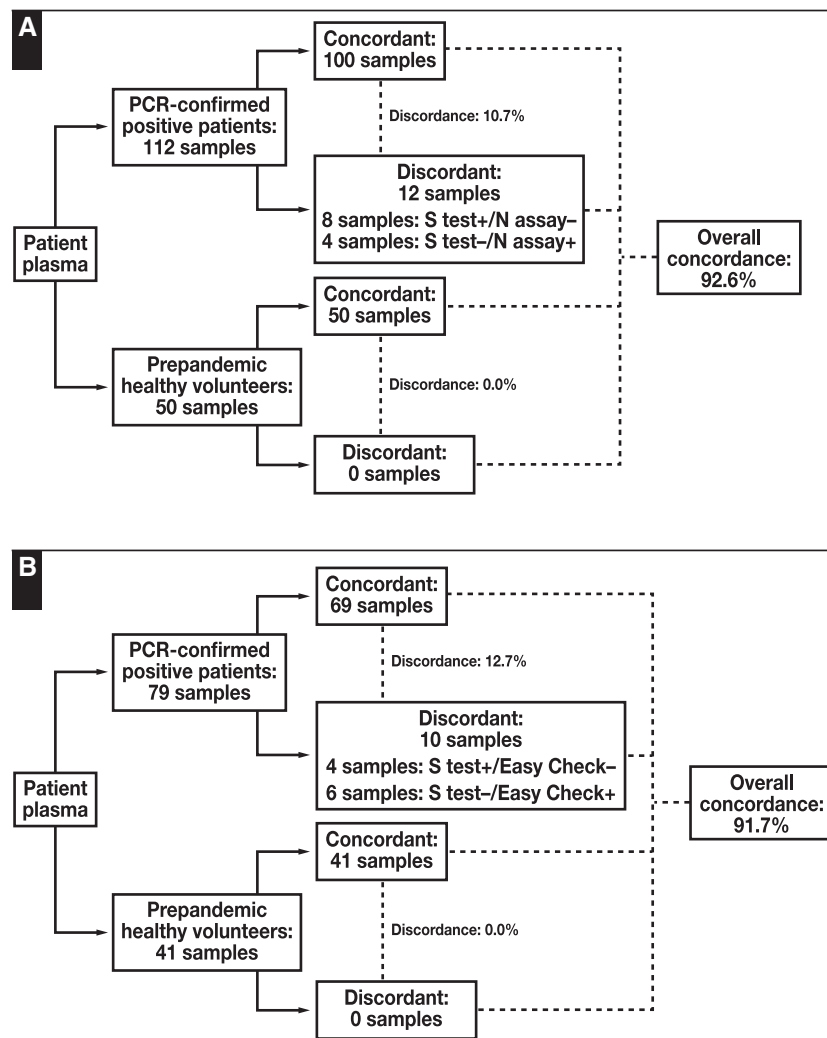 A
Concordant:
100 samples
PCR-confirmed
positive patients:
112 samples
Discordance: 10.7%
Discordant:
12 samples
8 samples: S test+/N assay–
4 samples: S test–/N assay+
Patient
plasma
Overall
concordance:
92.6%
Concordant:
50 samples
Prepandemic
healthy volunteers:
50 samples
Discordance: 0.0%
Discordant:
0 samples
B
Concordant:
69 samples
PCR-confirmed
positive patients:
79 samples
Discordance: 12.7%
Discordant:
10 samples
4 samples: S test+/Easy Check–
6 samples: S test–/Easy Check+
Patient
plasma
Overall
concordance:
91.7%
Concordant:
41 samples
Prepandemic
healthy volunteers:
41 samples
Discordance: 0.0%
Discordant:
0 samples